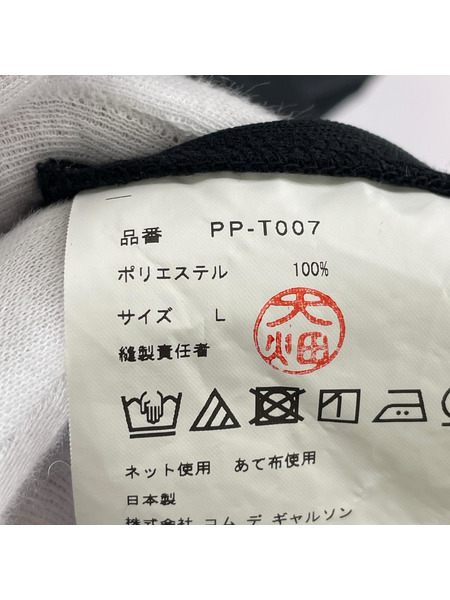 品番 PP-T007
ポリエステル 100%
サイズ L
縫製責任者
大畑
ネット使用 あて布使用
日本製
株式会社 コム デ ギャルソン